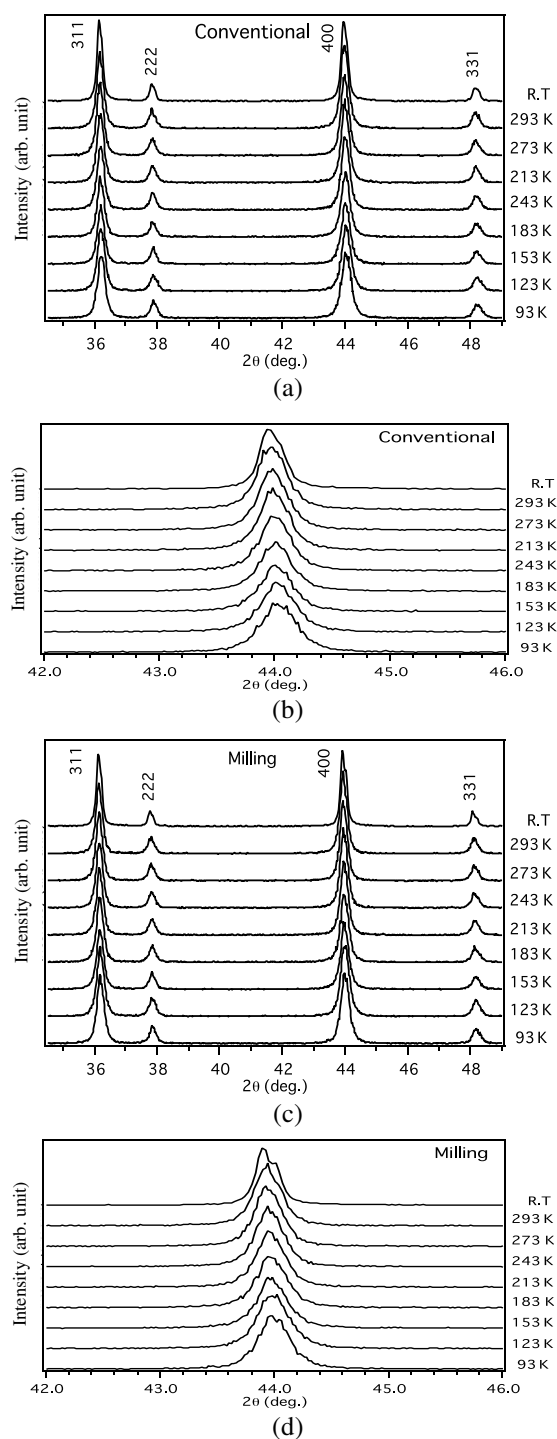 Conventional
311
222
400
331
R.T
293 K
273 K
213 K
243 K
183 K
153 K
123 K
93 K
Intensity (arb. unit)
36 38 40 42 44 46 48
2θ (deg.)
(a)
Conventional
R.T
293 K
273 K
213 K
243 K
183 K
153 K
123 K
93 K
Intensity (arb. unit)
42.0 43.0 44.0 45.0 46.0
2θ (deg.)
(b)
Milling
311
222
400
331
R.T
293 K
273 K
243 K
213 K
183 K
153 K
123 K
93 K
Intensity (arb. unit)
36 38 40 42 44 46 48
2θ (deg.)
(c)
Milling
R.T
293 K
273 K
243 K
213 K
183 K
153 K
123 K
93 K
Intensity (arb. unit)
42.0 43.0 44.0 45.0 46.0
2θ (deg.)
(d)